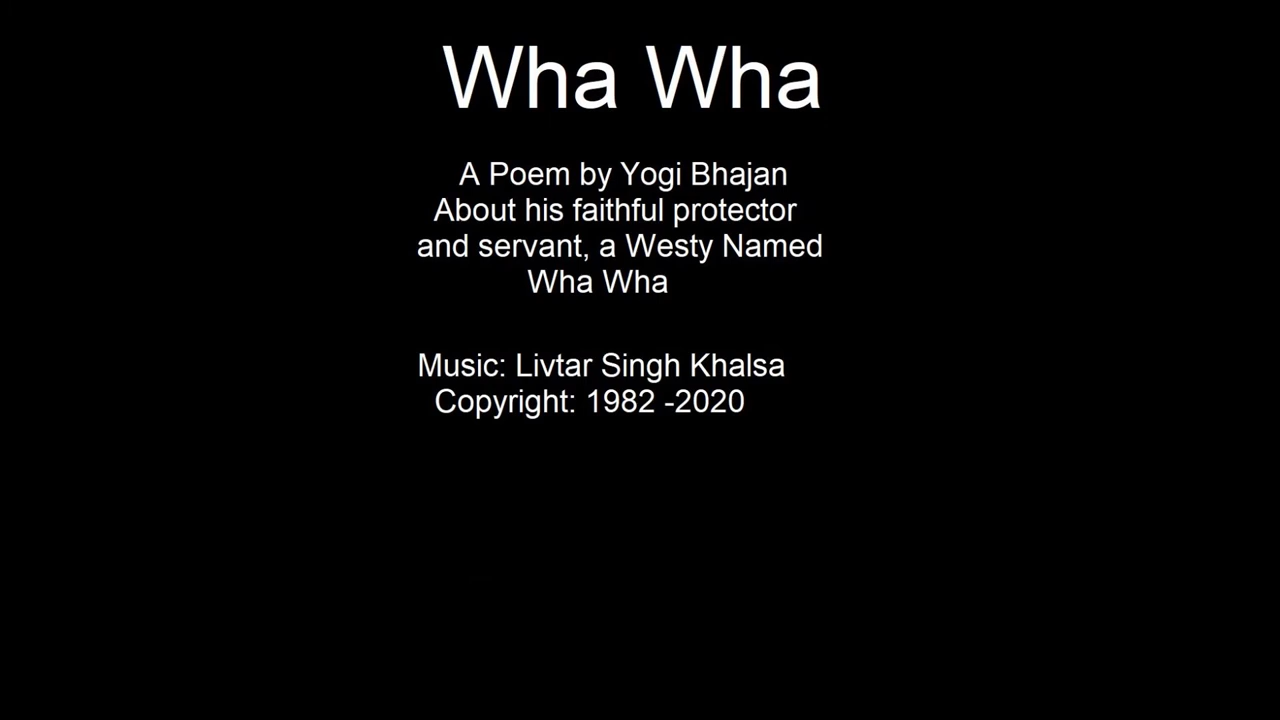 Wha Wha
A Poem by Yogi Bhajan
About his faithful protector
and servant, a Westy Named
Wha Wha
Music: Livtar Singh Khalsa
Copyright: 1982 -2020